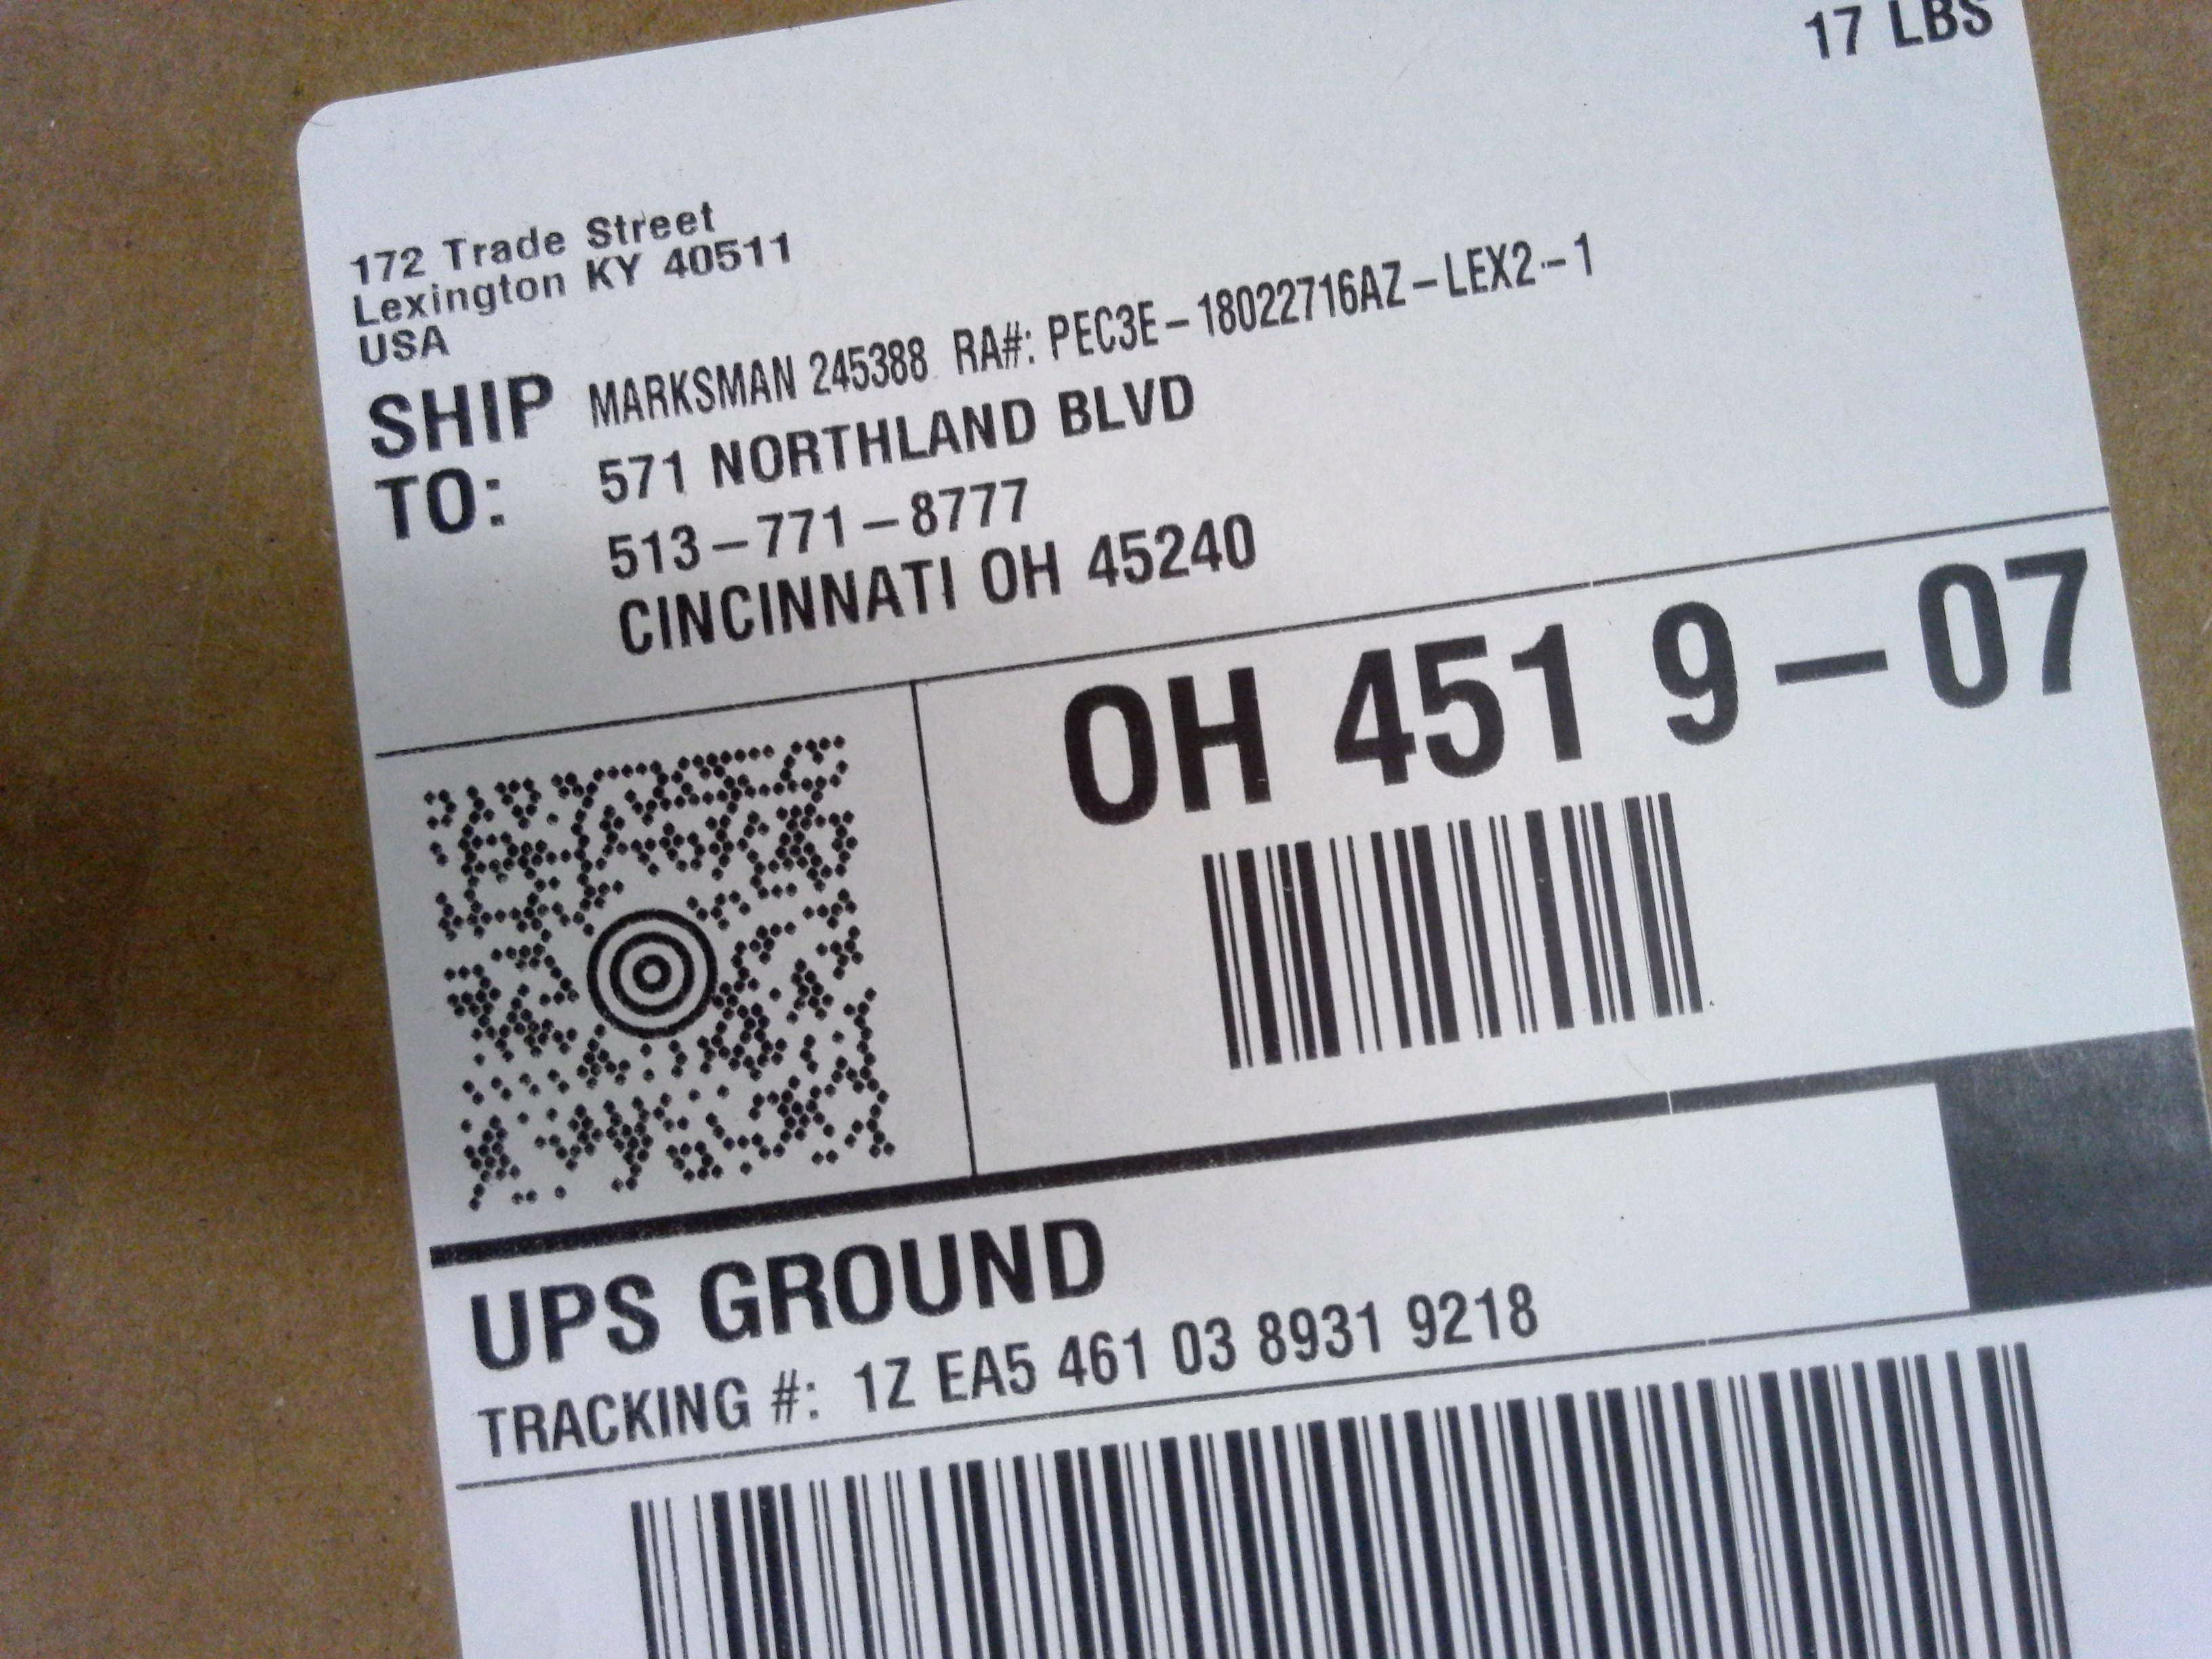 17 LBS
172 Trade Street
Lexington KY 40511
USA
SHIP TO:
MARKSMAN 245388 RA#: PEC3E-18022716AZ-LEX2-1
571 NORTHLAND BLVD
513-771-8777
CINCINNATI OH 45240
OH 451 9-07
UPS GROUND
TRACKING #: 1Z EA5 461 03 8931 9218